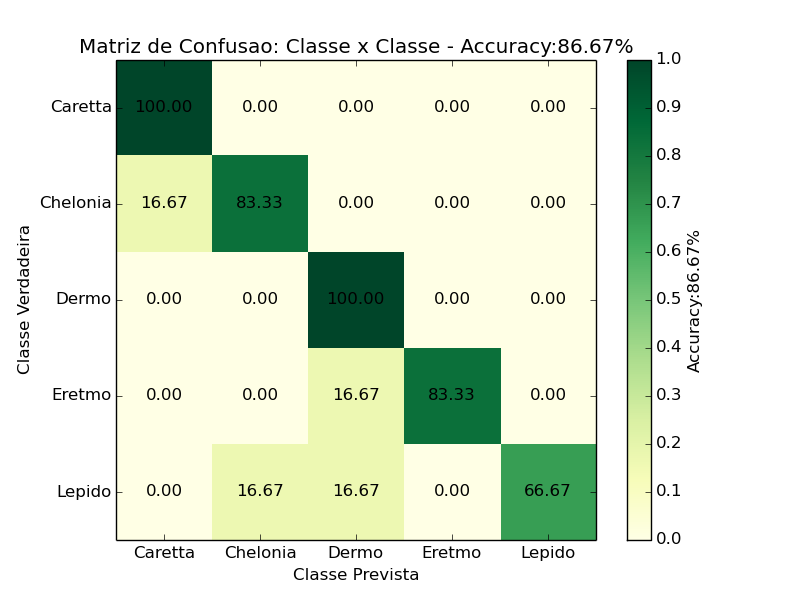 Matriz de Confusao: Classe x Classe - Accuracy:86.67%
Caretta 100.00 0.00 0.00 0.00 0.00
Chelonia 16.67 83.33 0.00 0.00 0.00
Dermo 0.00 0.00 100.00 0.00 0.00
Eretmo 0.00 0.00 16.67 83.33 0.00
Lepido 0.00 16.67 16.67 0.00 66.67
Caretta Chelonia Dermo Eretmo Lepido
Classe Prevista
Classe Verdadeira
1.0
0.9
0.8
0.7
0.6
0.5
0.4
0.3
0.2
0.1
0.0
Accuracy:86.67%